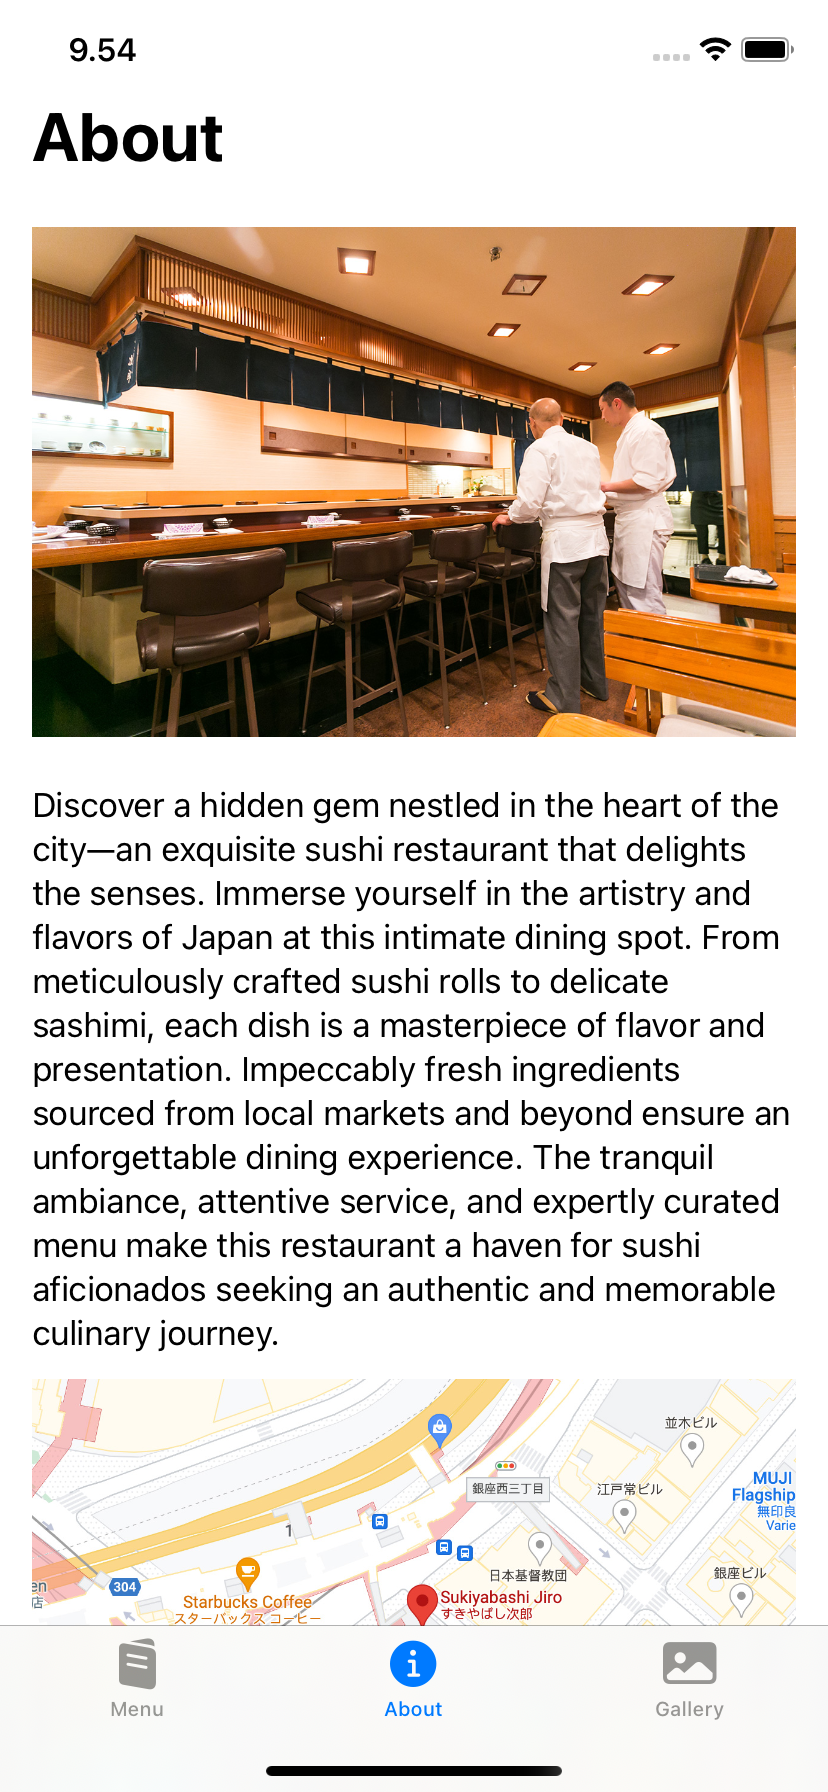 9.54
About
Discover a hidden gem nestled in the heart of the
city—an exquisite sushi restaurant that delights
the senses. Immerse yourself in the artistry and
flavors of Japan at this intimate dining spot. From
meticulously crafted sushi rolls to delicate
sashimi, each dish is a masterpiece of flavor and
presentation. Impeccably fresh ingredients
sourced from local markets and beyond ensure an
unforgettable dining experience. The tranquil
ambiance, attentive service, and expertly curated
menu make this restaurant a haven for sushi
aficionados seeking an authentic and memorable
culinary journey.
並木ビル
MUJI
Flagship
無印良
Varie
銀座西三丁目
江戸常ビル
1
日本基督教団
銀座ビル
en
店
304
Starbucks Coffee
スターバックス コーヒー
Sukiyabashi Jiro
すきやばし次郎
Menu
About
Gallery